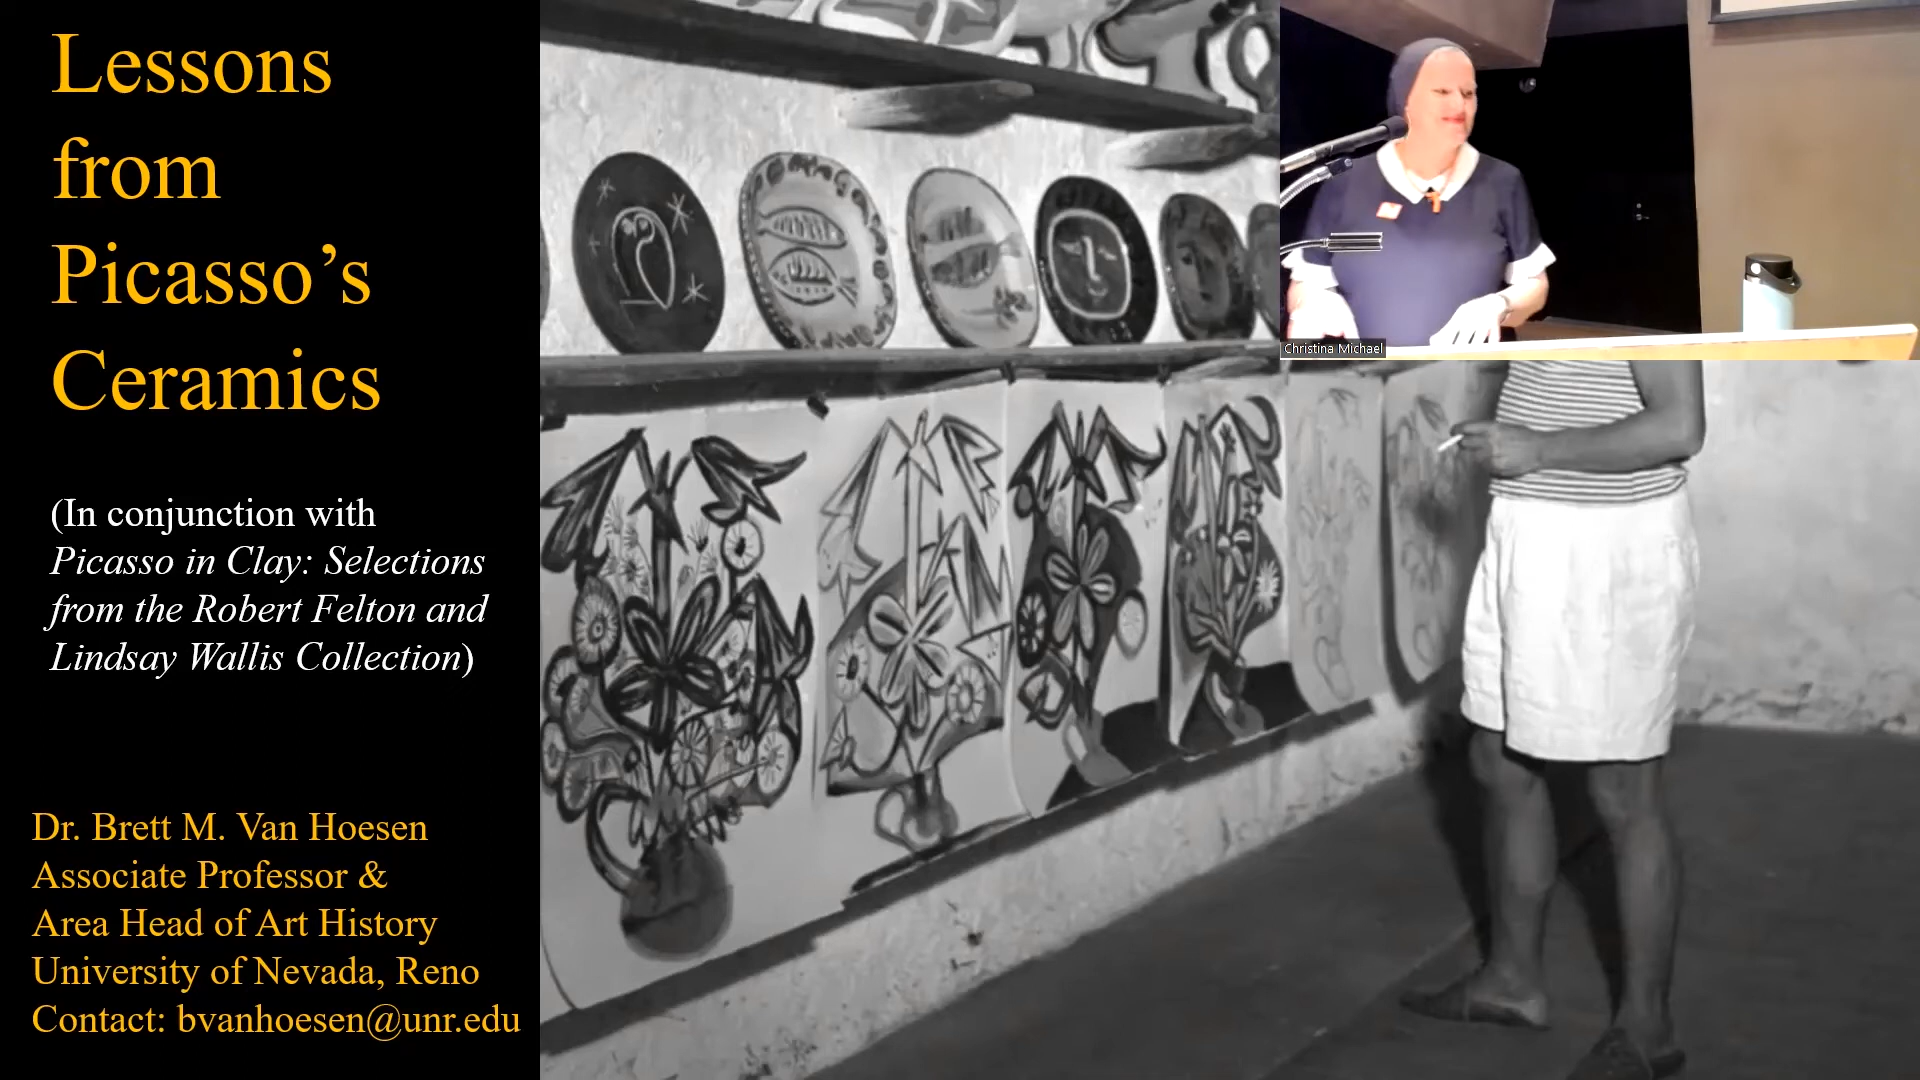 Lessons
from
Picasso’s
Ceramics
(In conjunction with
Picasso in Clay: Selections
from the Robert Felton and
Lindsay Wallis Collection)
Dr. Brett M. Van Hoesen
Associate Professor &
Area Head of Art History
University of Nevada, Reno
Contact: bvanhoesen@unr.edu
Christina Michael